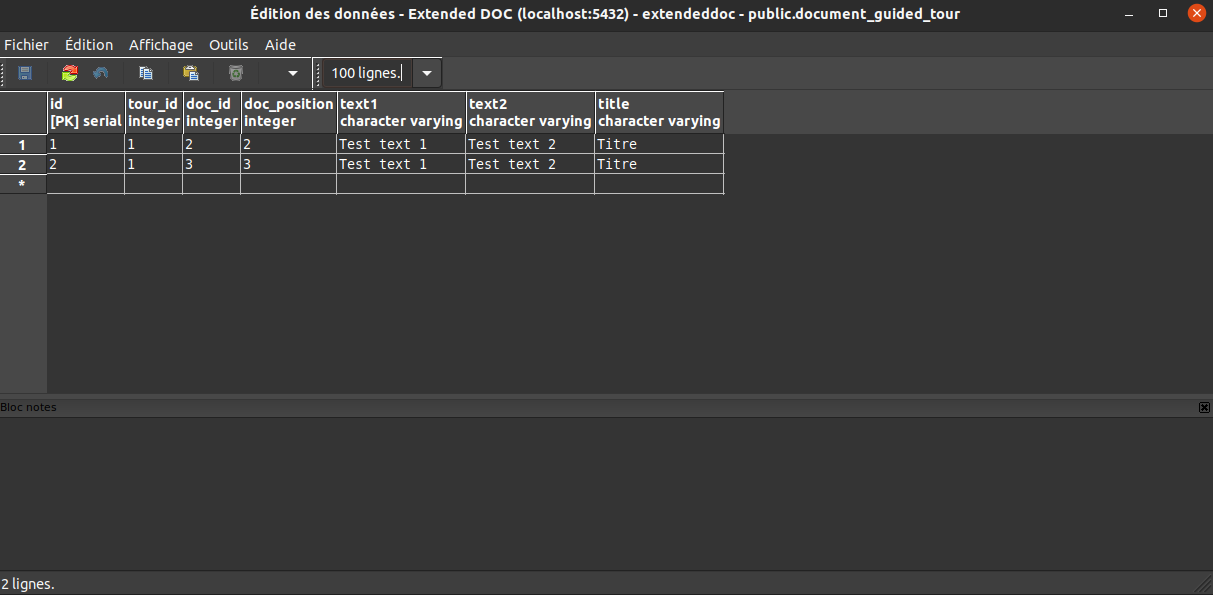 Édition des données - Extended DOC (localhost:5432) - extendeddoc - public.document_guided_tour
Fichier Édition Affichage Outils Aide
100 lignes.
id tour_id doc_id doc_position text1 text2 title
[PK] serial integer integer integer character varying character varying character varying
1 1 1 2 2 Test text 1 Test text 2 Titre
2 2 1 3 3 Test text 1 Test text 2 Titre
*
Bloc notes
2 lignes.